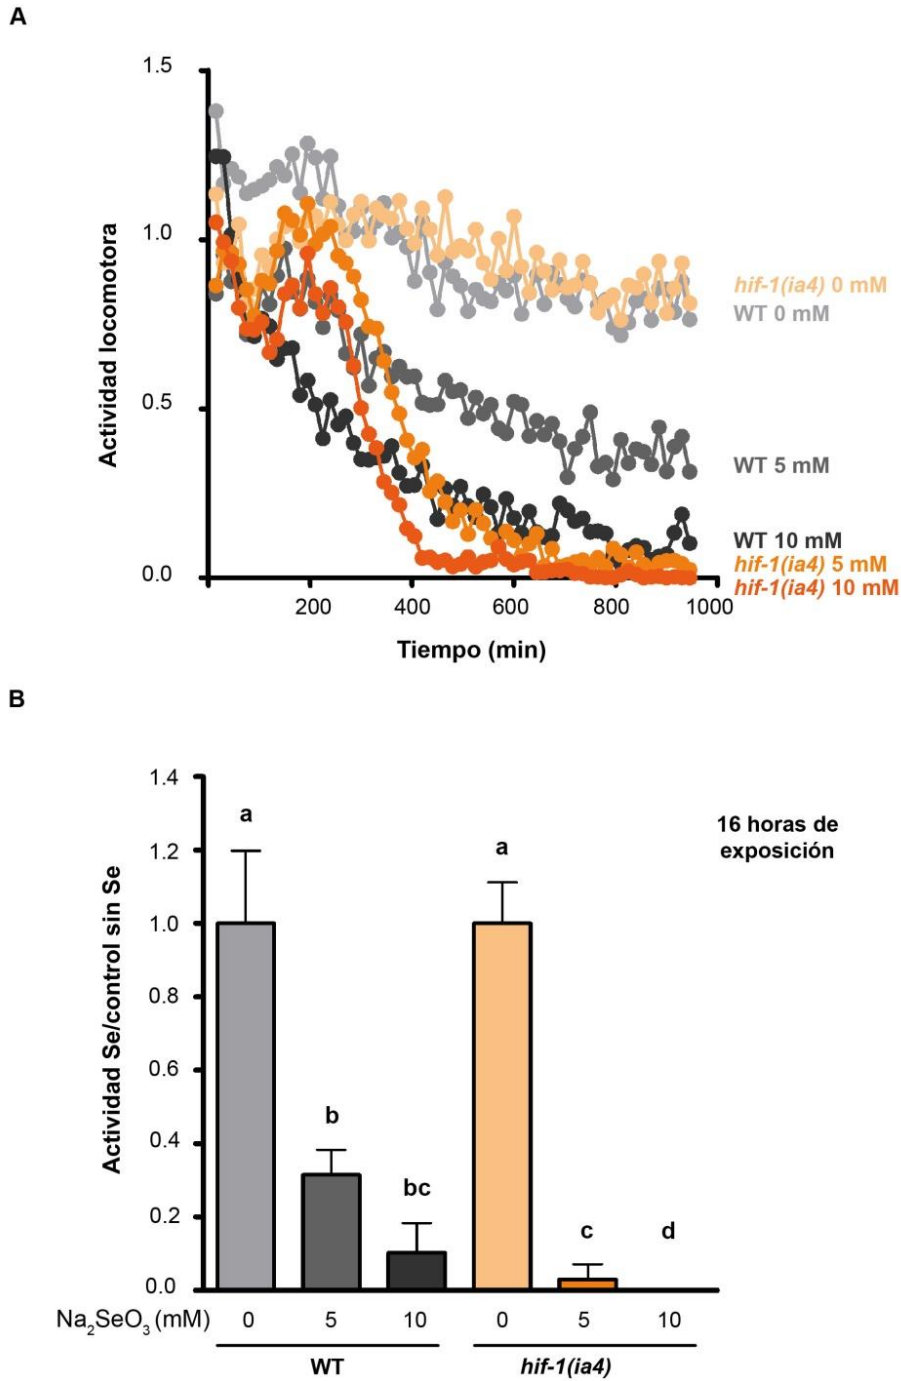 A
1.5
1.0
0.5
0.0
Actividad locomotora
200 400 600 800 1000
Tiempo (min)
hif-1(ia4) 0 mM
WT 0 mM
WT 5 mM
WT 10 mM
hif-1(ia4) 5 mM
hif-1(ia4) 10 mM
B
1.4
1.2
1.0
0.8
0.6
0.4
0.2
0.0
Actividad Se/control sin Se
a
b
bc
a
c
d
16 horas de
exposición
Na₂SeO₃ (mM) 0 5 10 0 5 10
WT hif-1(ia4)